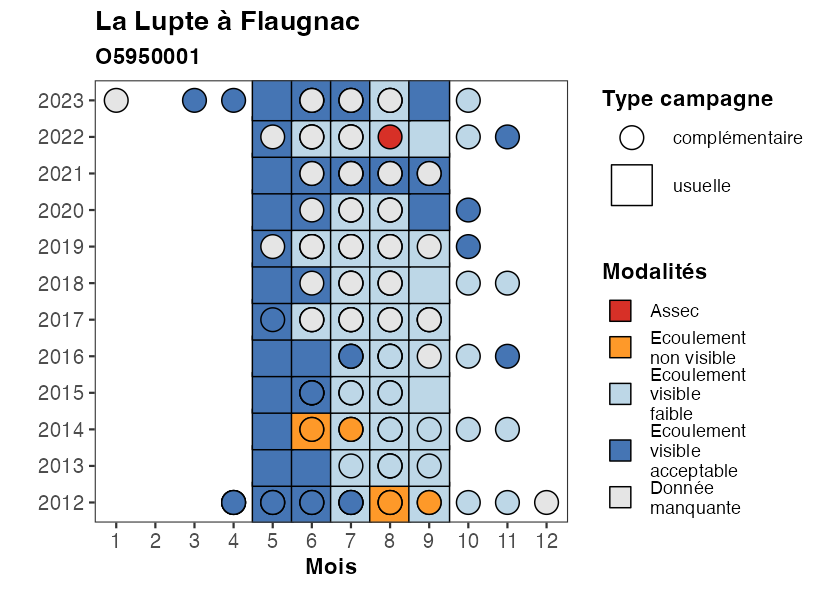 La Lupte à Flaugnac
O5950001
2023
2022
2021
2020
2019
2018
2017
2016
2015
2014
2013
2012
1 2 3 4 5 6 7 8 9 10 11 12
Mois
Type campagne
complémentaire
usuelle
Modalités
Assec
Ecoulement
non visible
Ecoulement
visible
faible
Ecoulement
visible
acceptable
Donnée
manquante